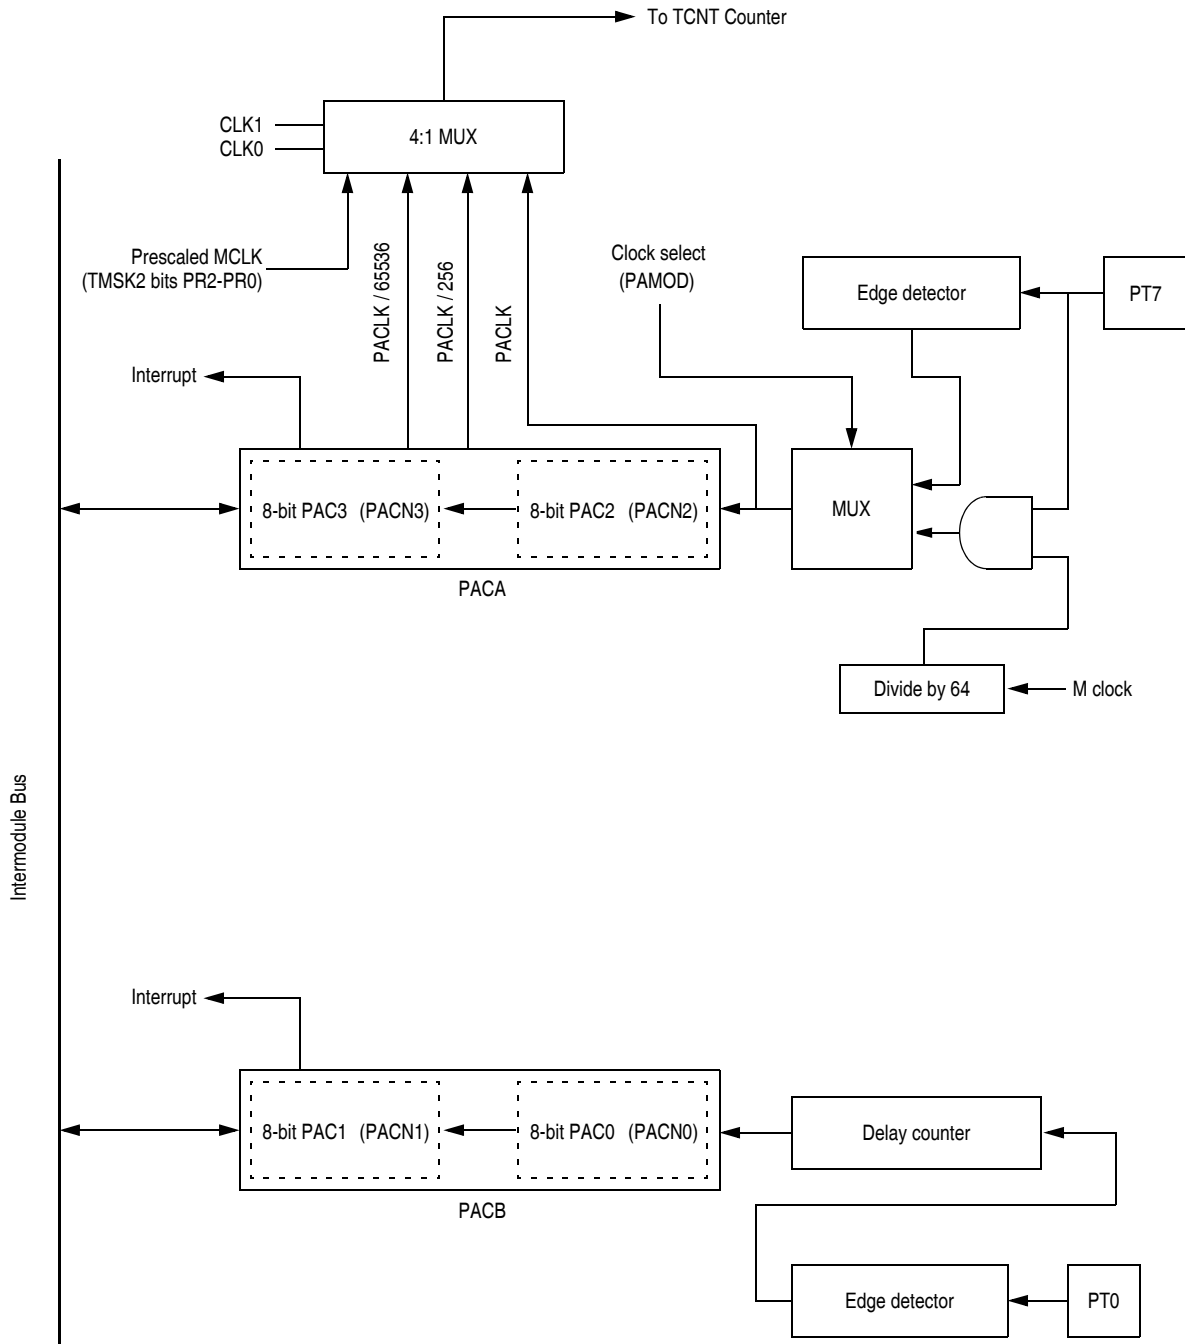 To TCNT Counter
CLK1
CLK0
4:1 MUX
Prescaled MCLK
(TMSK2 bits PR2-PR0)
PACLK / 65536
PACLK / 256
PACLK
Clock select
(PAMOD)
Edge detector
PT7
Interrupt
8-bit PAC3 (PACN3)
8-bit PAC2 (PACN2)
MUX
PACA
Divide by 64
M clock
Intermodule Bus
Interrupt
8-bit PAC1 (PACN1)
8-bit PAC0 (PACN0)
Delay counter
PACB
Edge detector
PT0